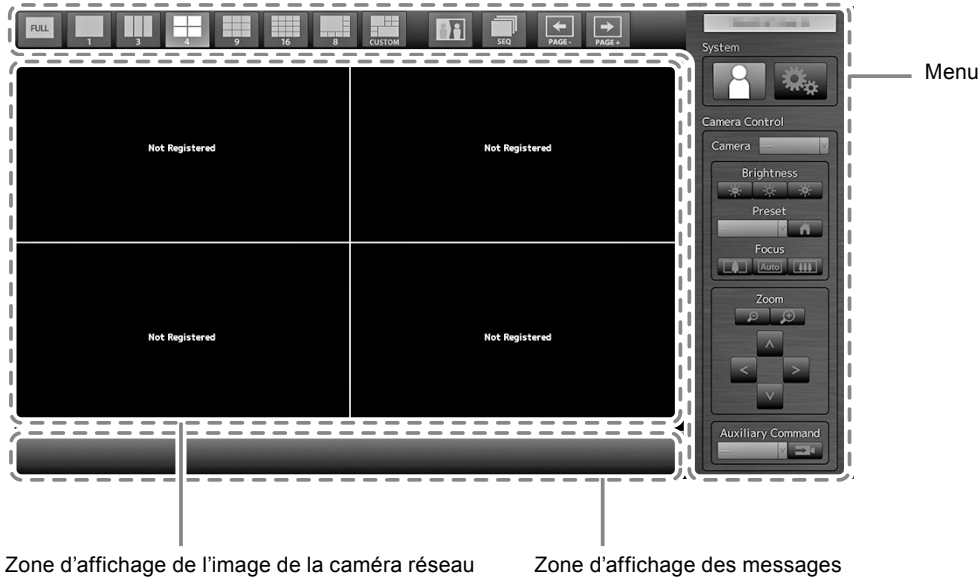 FULL
1
3
4
9
16
8
CUSTOM
SEQ
PAGE-
PAGE+
System
Menu
Camera Control
Camera ---
Brightness
Preset
Focus
Auto
Zoom
Auxiliary Command
---
Not Registered
Not Registered
Not Registered
Not Registered
Zone d’affichage de l’image de la caméra réseau
Zone d’affichage des messages